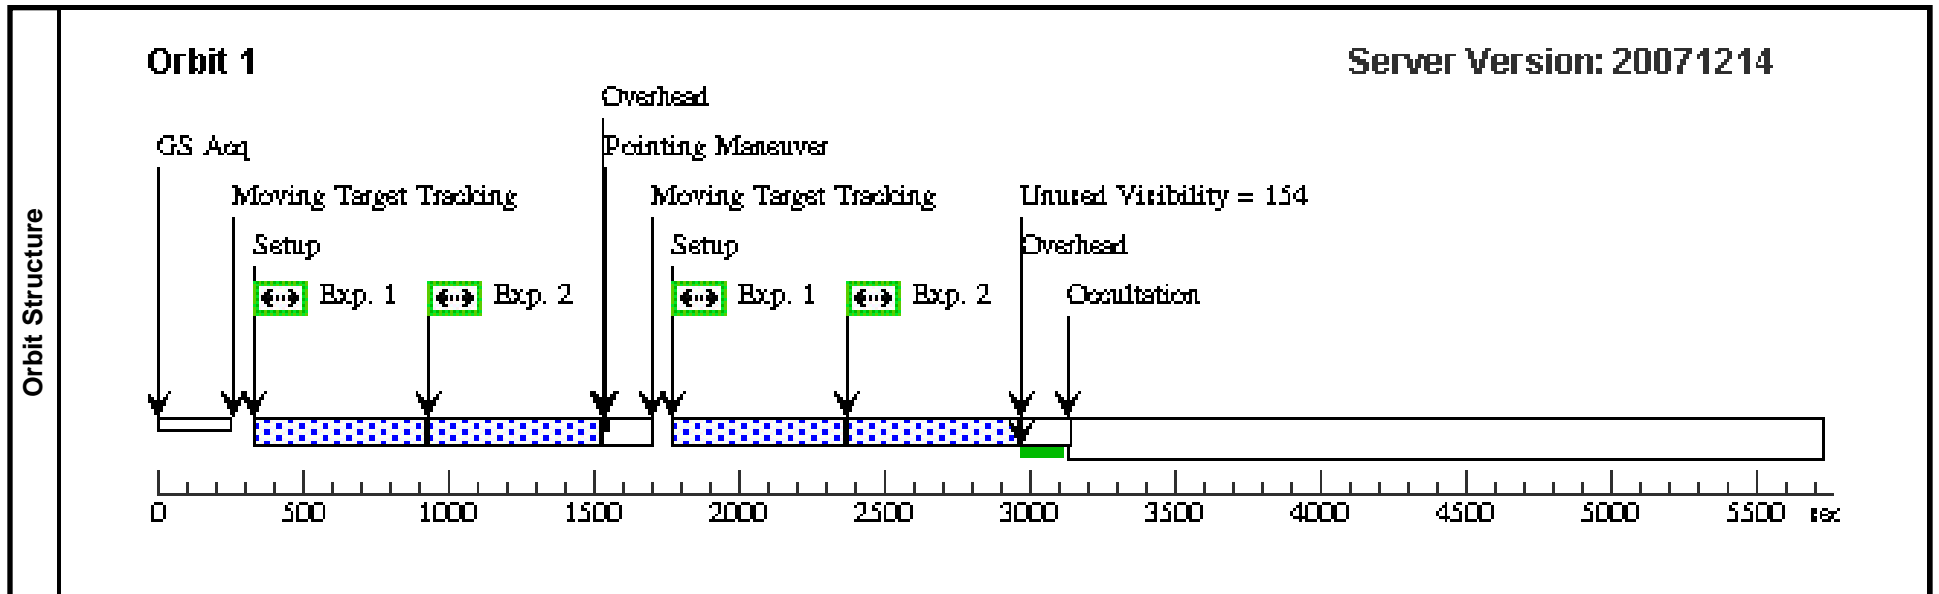 Orbit 1
Server Version: 20071214
Overhead
GS Acq
Pointing Maneuver
Moving Target Tracking
Moving Target Tracking
Unused Visibility = 154
Setup
Setup
Overhead
Exp. 1
Exp. 2
Exp. 1
Exp. 2
Occultation
Orbit Structure
0 500 1000 1500 2000 2500 3000 3500 4000 4500 5000 5500 sec